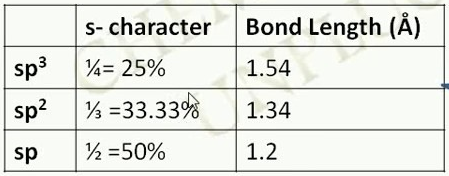 s- character Bond Length (Å)
sp³ ¼= 25% 1.54
sp² ⅓ =33.33% 1.34
sp ½ =50% 1.2